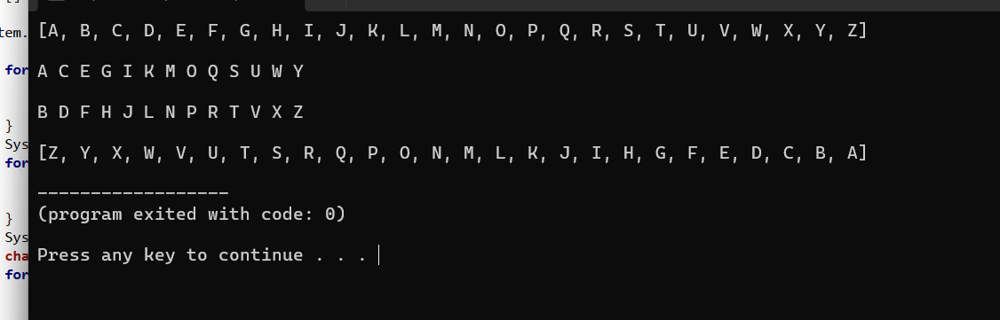 []
tem.
[A, B, C, D, E, F, G, H, I, J, K, L, M, N, O, P, Q, R, S, T, U, V, W, X, Y, Z]
for
A C E G I K M O Q S U W Y
B D F H J L N P R T V X Z
}
Sys
[Z, Y, X, W, V, U, T, S, R, Q, P, O, N, M, L, K, J, I, H, G, F, E, D, C, B, A]
for
------------------
(program exited with code: 0)
}
Sys
Press any key to continue . . .
cha
for